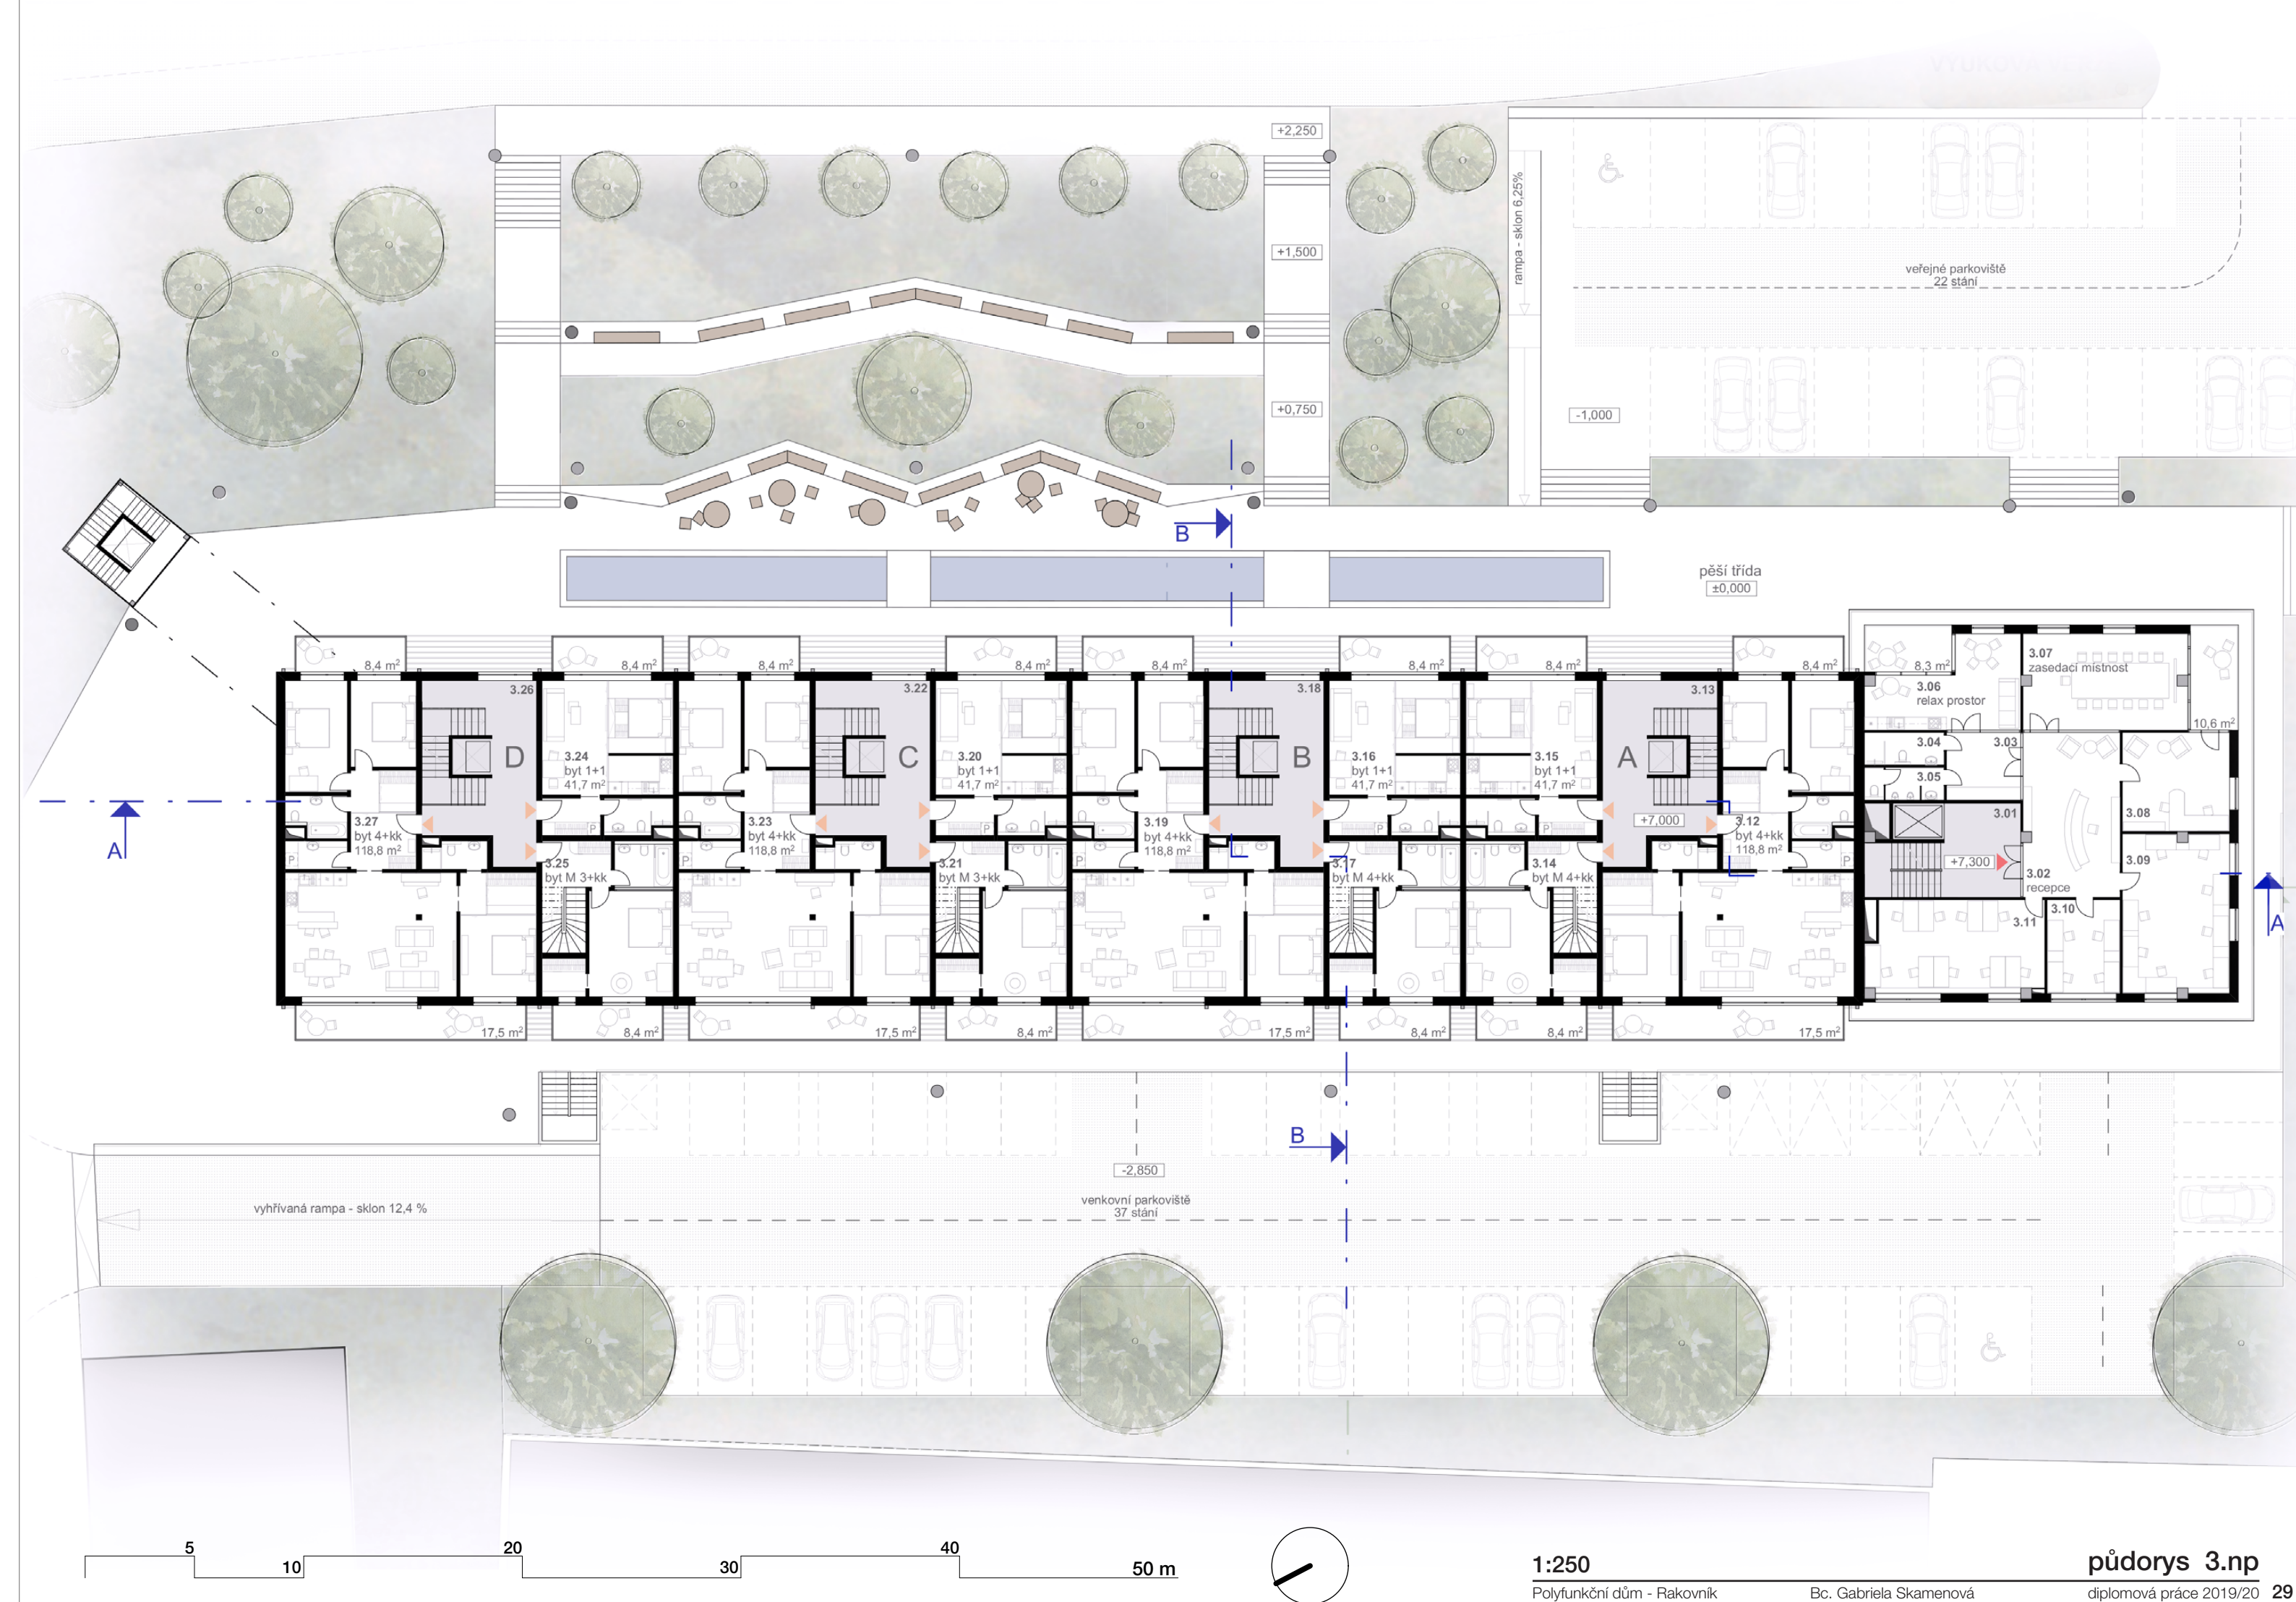 +2,250
rampa - sklon 6,25%
+1,500
veřejné parkoviště
22 stání
+0,750
-1,000
B
pěší třída
±0,000
8,4 m²
8,4 m²
8,4 m²
8,4 m²
8,4 m²
8,4 m²
8,4 m²
8,4 m²
8,3 m²
3.07
zasedací místnost
3.06
relax prostor
10,6 m²
3.26
3.22
3.18
3.13
D
3.24
byt 1+1
41,7 m²
C
3.20
byt 1+1
41,7 m²
B
3.16
byt 1+1
41,7 m²
3.15
byt 1+1
41,7 m²
A
3.04
3.03
3.05
3.01
3.08
A
3.27
byt 4+kk
118,8 m²
P
P
3.23
byt 4+kk
118,8 m²
P
P
3.19
byt 4+kk
118,8 m²
P
P
P
+7,000
3.12
byt 4+kk
118,8 m²
P
3.25
byt M 3+kk
3.21
byt M 3+kk
3.17
byt M 4+kk
3.14
byt M 4+kk
+7,300
3.02
recepce
3.09
3.10
3.11
A
17,5 m²
8,4 m²
17,5 m²
8,4 m²
17,5 m²
8,4 m²
8,4 m²
17,5 m²
B
-2,850
venkovní parkoviště
37 stání
vyhřívaná rampa - sklon 12,4 %
5
10
20
30
40
50 m
1:250
půdorys 3.np
Polyfunkční dům - Rakovník
Bc. Gabriela Skamenová
diplomová práce 2019/20
29